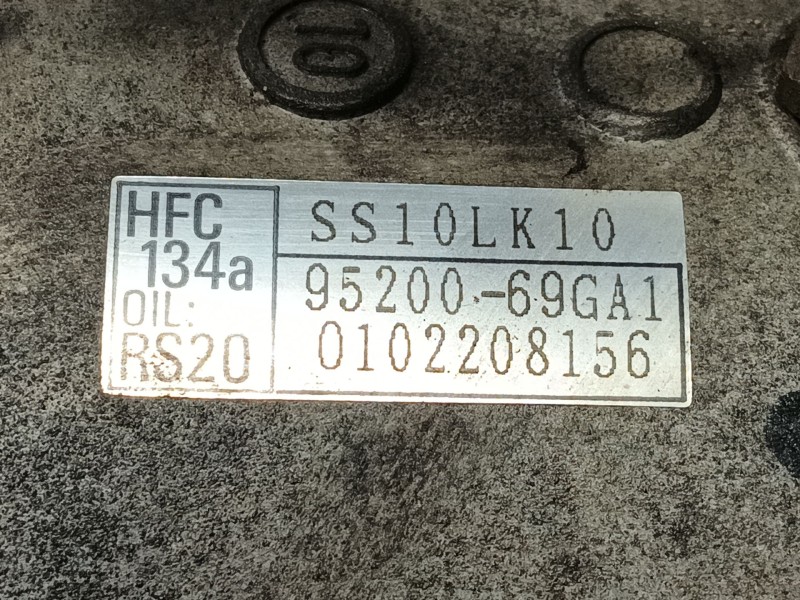 10
HFC
134a
OIL:
RS20
SS10LK10
95200-69GA1
0102208156